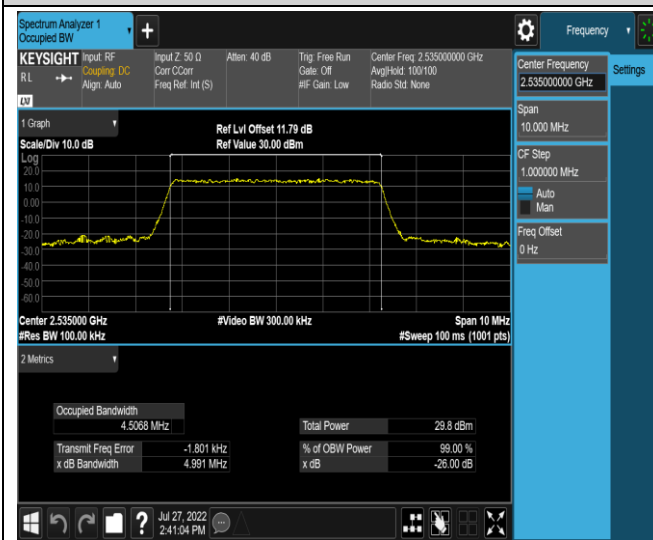 Spectrum Analyzer 1
Occupied BW
+
Frequency
KEYSIGHT
RL
LXI
Input: RF
Coupling: DC
Align: Auto
Input Z: 50 Ω
Corr CCorr
Freq Ref: Int (S)
Atten: 40 dB
Trig: Free Run
Gate: Off
#IF Gain: Low
Center Freq: 2.535000000 GHz
Avg|Hold: 100/100
Radio Std: None
Center Frequency
2.535000000 GHz
Settings
Span
10.000 MHz
CF Step
1.000000 MHz
Auto
Man
Freq Offset
0 Hz
1 Graph
Ref Lvl Offset 11.79 dB
Scale/Div 10.0 dB
Ref Value 30.00 dBm
Log
20.0
10.0
0.00
-10.0
-20.0
-30.0
-40.0
-50.0
-60.0
Center 2.535000 GHz
#Video BW 300.00 kHz
Span 10 MHz
#Res BW 100.00 kHz
#Sweep 100 ms (1001 pts)
2 Metrics
Occupied Bandwidth
4.5068 MHz
Total Power 29.8 dBm
Transmit Freq Error -1.801 kHz
% of OBW Power 99.00 %
x dB Bandwidth 4.991 MHz
x dB -26.00 dB
?
Jul 27, 2022
2:41:04 PM